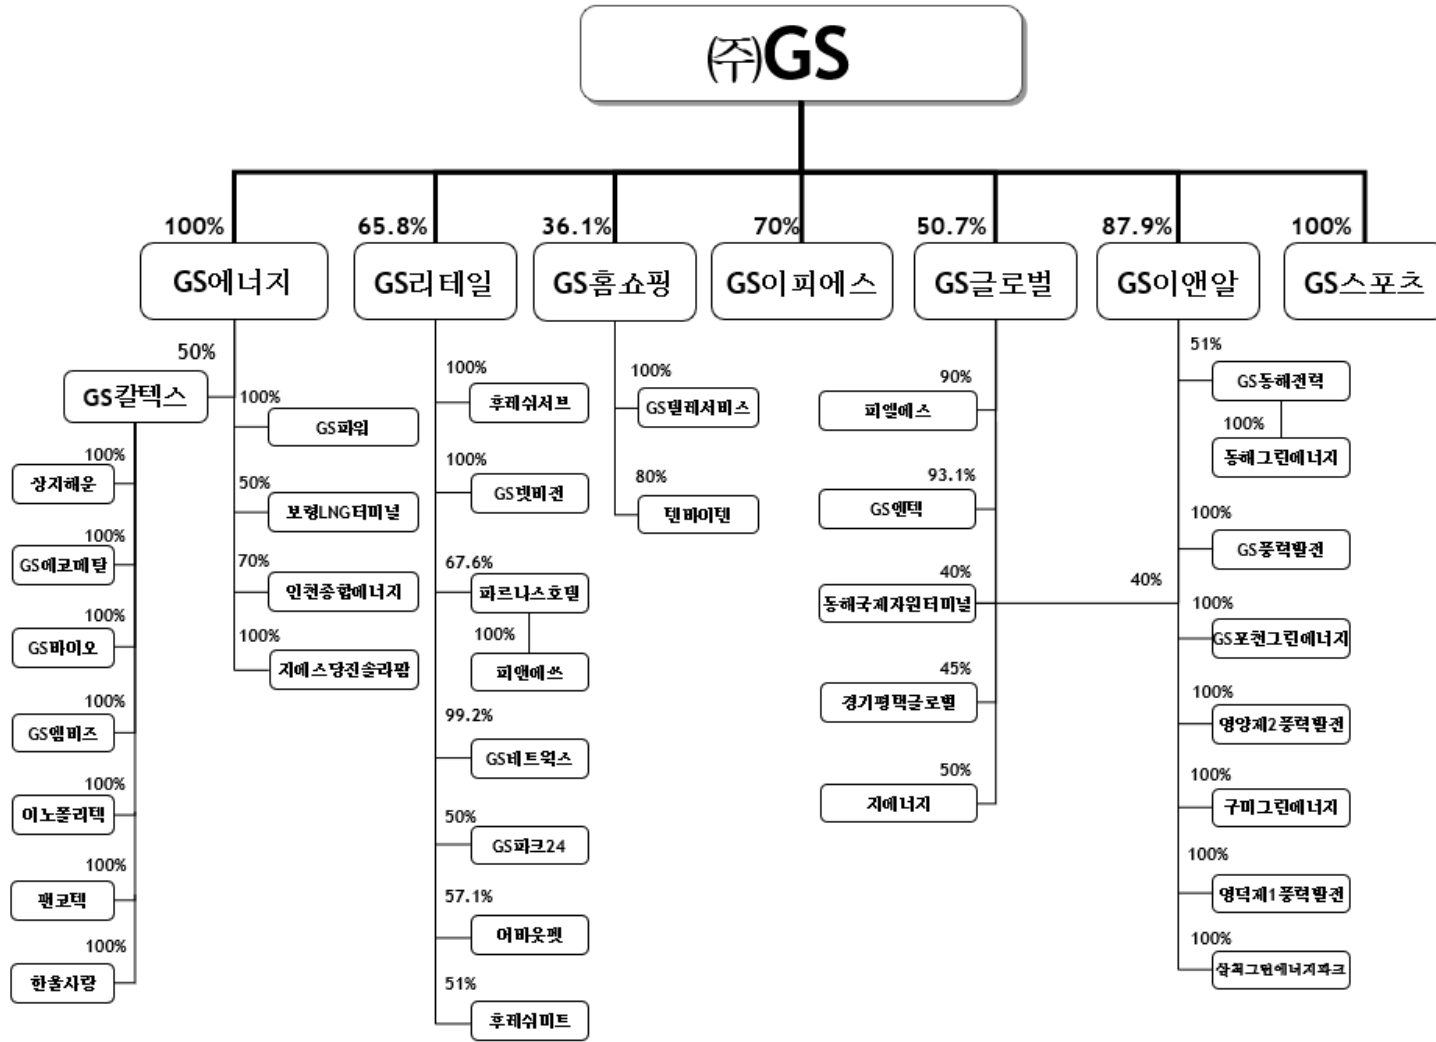 ㈜GS
100%
65.8%
36.1%
70%
50.7%
87.9%
100%
GS에너지
GS리테일
GS홈쇼핑
GS이피에스
GS글로벌
GS이앤알
GS스포츠
50%
GS칼텍스
100%
상지해운
100%
GS에코메탈
100%
GS바이오
100%
GS엠비즈
100%
이노폴리텍
100%
팬코텍
100%
한울사랑
100%
GS파워
50%
보령LNG터미널
70%
인천종합에너지
100%
지에스당진솔라팜
100%
후레쉬서브
100%
GS넷비전
67.6%
파르나스호텔
100%
피앤에쓰
99.2%
GS네트웍스
50%
GS파크24
57.1%
어바웃펫
51%
후레쉬미트
100%
GS텔레서비스
80%
텐바이텐
90%
피엘에스
93.1%
GS엔텍
40%
동해국제자원터미널
40%
45%
경기평택글로벌
50%
지에너지
51%
GS동해전력
100%
동해그린에너지
100%
GS풍력발전
100%
GS포천그린에너지
100%
영양제2풍력발전
100%
구미그린에너지
100%
영덕제1풍력발전
100%
삼척그린에너지파크